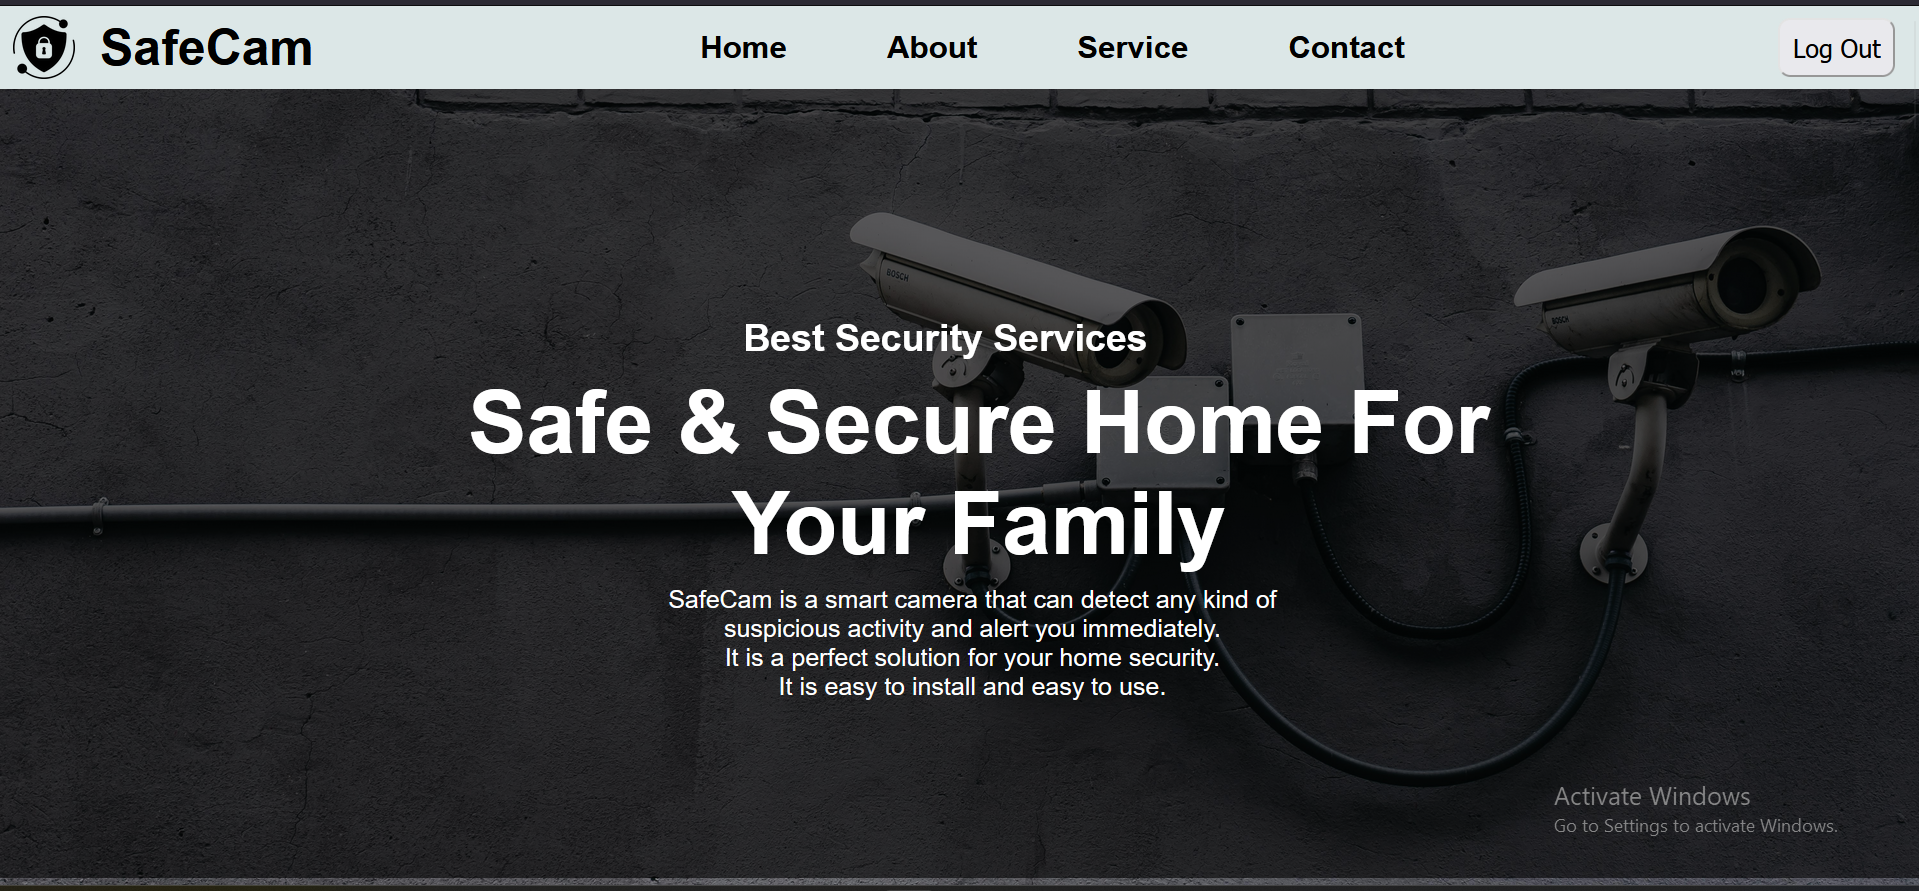 SafeCam
Home
About
Service
Contact
Log Out
BOSCH
BOSCH
Best Security Services
Safe & Secure Home For
Your Family
SafeCam is a smart camera that can detect any kind of
suspicious activity and alert you immediately.
It is a perfect solution for your home security.
It is easy to install and easy to use.
Activate Windows
Go to Settings to activate Windows.